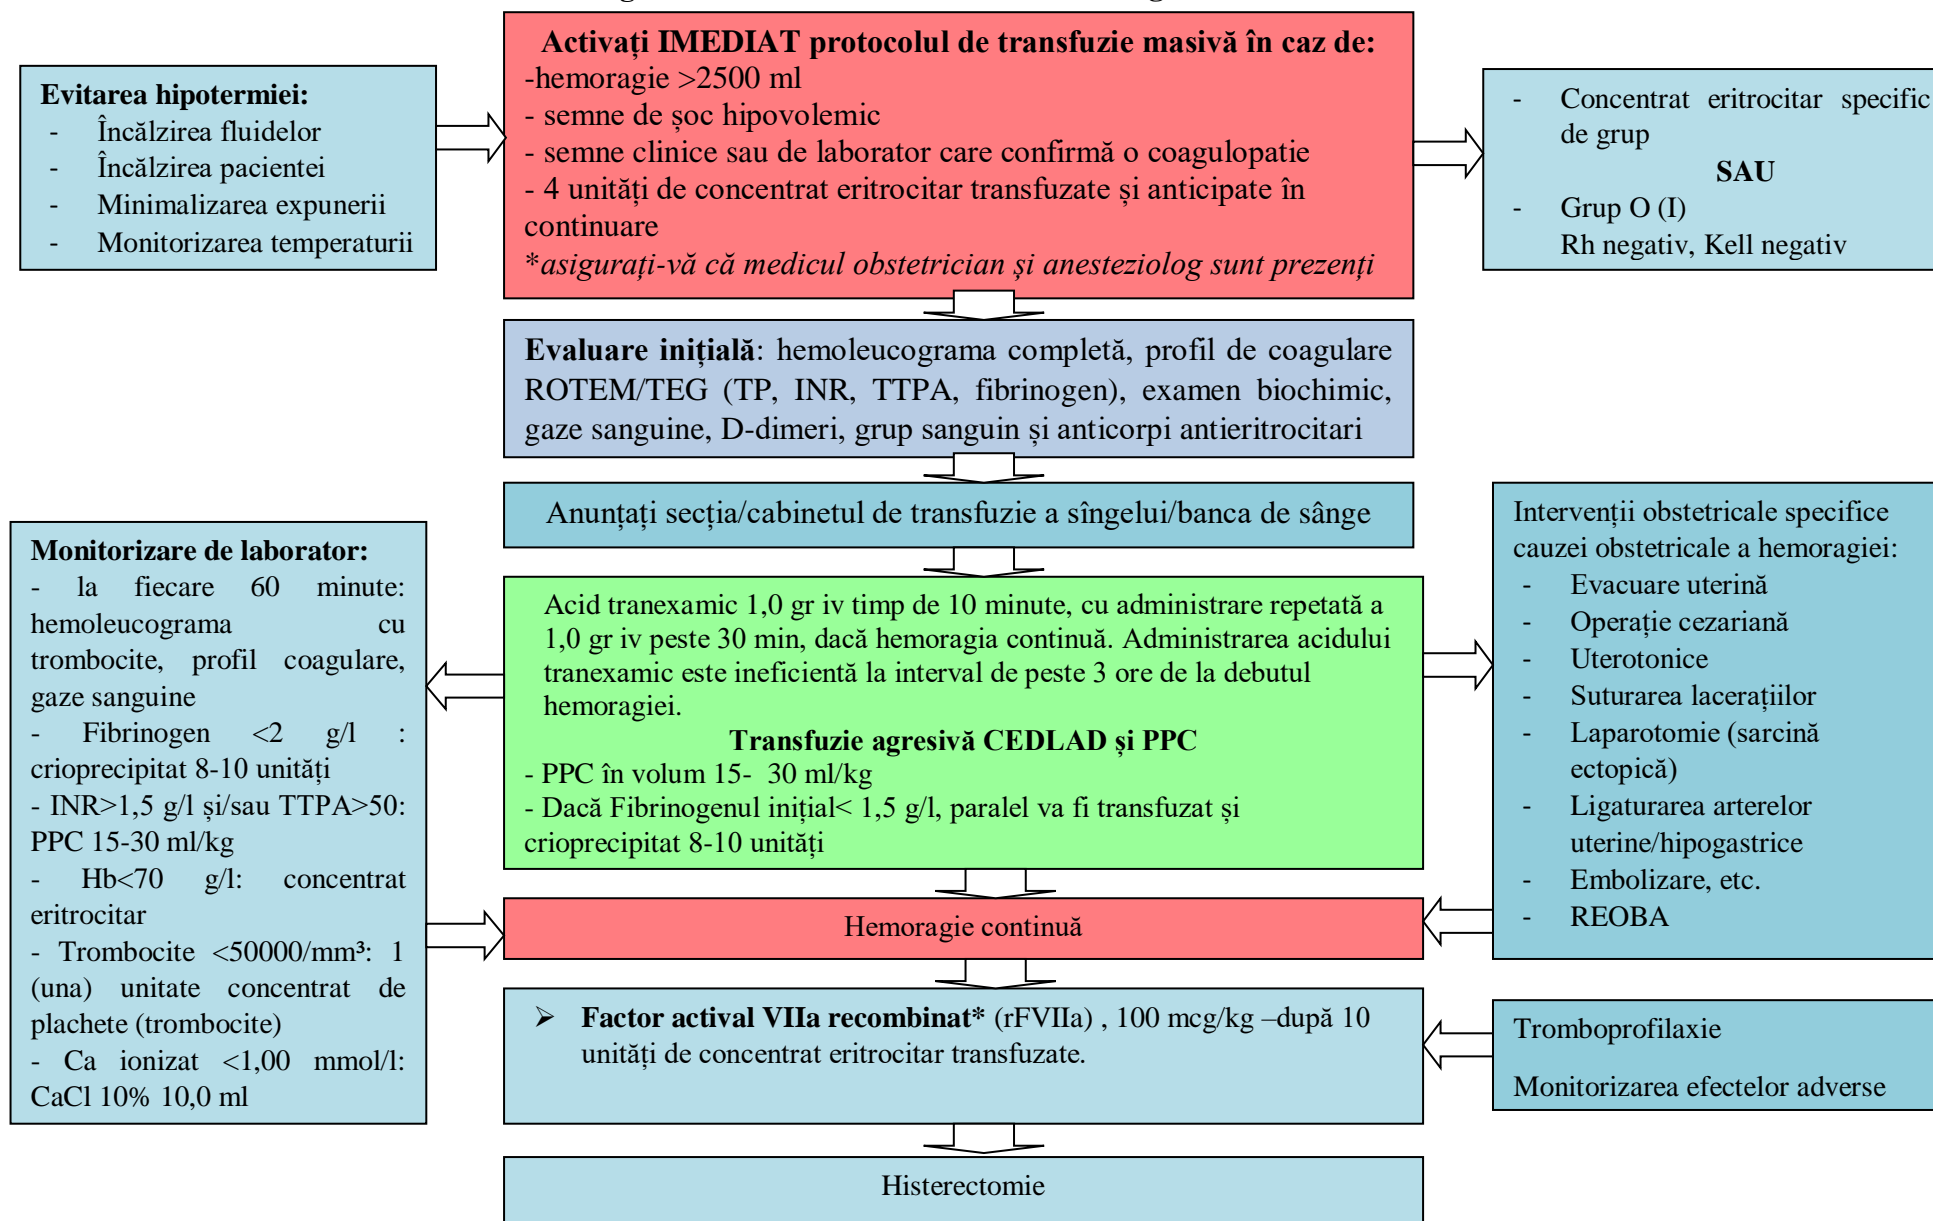 Activați IMEDIAT protocolul de transfuzie masivă în caz de:
-hemoragie >2500 ml
- semne de șoc hipovolemic
- semne clinice sau de laborator care confirmă o coagulopatie
- 4 unități de concentrat eritrocitar transfuzate și anticipate în
continuare
*asigurați-vă că medicul obstetrician și anesteziolog sunt prezenți
Evitarea hipotermiei:
- Încălzirea fluidelor
- Încălzirea pacientei
- Minimalizarea expunerii
- Monitorizarea temperaturii
- Concentrat eritrocitar specific
de grup
SAU
- Grup O (I)
Rh negativ, Kell negativ
Evaluare inițială: hemoleucograma completă, profil de coagulare
ROTEM/TEG (TP, INR, TTPA, fibrinogen), examen biochimic,
gaze sanguine, D-dimeri, grup sanguin și anticorpi antieritrocitari
Anunțați secția/cabinetul de transfuzie a sîngelui/banca de sânge
Monitorizare de laborator:
- la fiecare 60 minute:
hemoleucograma cu
trombocite, profil coagulare,
gaze sanguine
- Fibrinogen <2 g/l :
crioprecipitat 8-10 unități
- INR>1,5 g/l și/sau TTPA>50:
PPC 15-30 ml/kg
- Hb<70 g/l: concentrat
eritrocitar
- Trombocite <50000/mm³: 1
(una) unitate concentrat de
plachete (trombocite)
- Ca ionizat <1,00 mmol/l:
CaCl 10% 10,0 ml
Acid tranexamic 1,0 gr iv timp de 10 minute, cu administrare repetată a
1,0 gr iv peste 30 min, dacă hemoragia continuă. Administrarea acidului
tranexamic este ineficientă la interval de peste 3 ore de la debutul
hemoragiei.
Transfuzie agresivă CEDLAD și PPC
- PPC în volum 15- 30 ml/kg
- Dacă Fibrinogenul inițial< 1,5 g/l, paralel va fi transfuzat și
crioprecipitat 8-10 unități
Intervenții obstetricale specifice
cauzei obstetricale a hemoragiei:
- Evacuare uterină
- Operație cezariană
- Uterotonice
- Suturarea lacerațiilor
- Laparotomie (sarcină
ectopică)
- Ligaturarea arterelor
uterine/hipogastrice
- Embolizare, etc.
- REOBA
Hemoragie continuă
➢ Factor actival VIIa recombinat* (rFVIIa) , 100 mcg/kg –după 10
unități de concentrat eritrocitar transfuzate.
Tromboprofilaxie
Monitorizarea efectelor adverse
Histerectomie